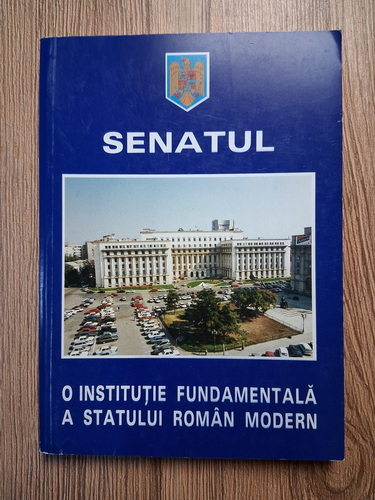 SENATUL
O INSTITUȚIE FUNDAMENTALĂ
A STATULUI ROMÂN MODERN